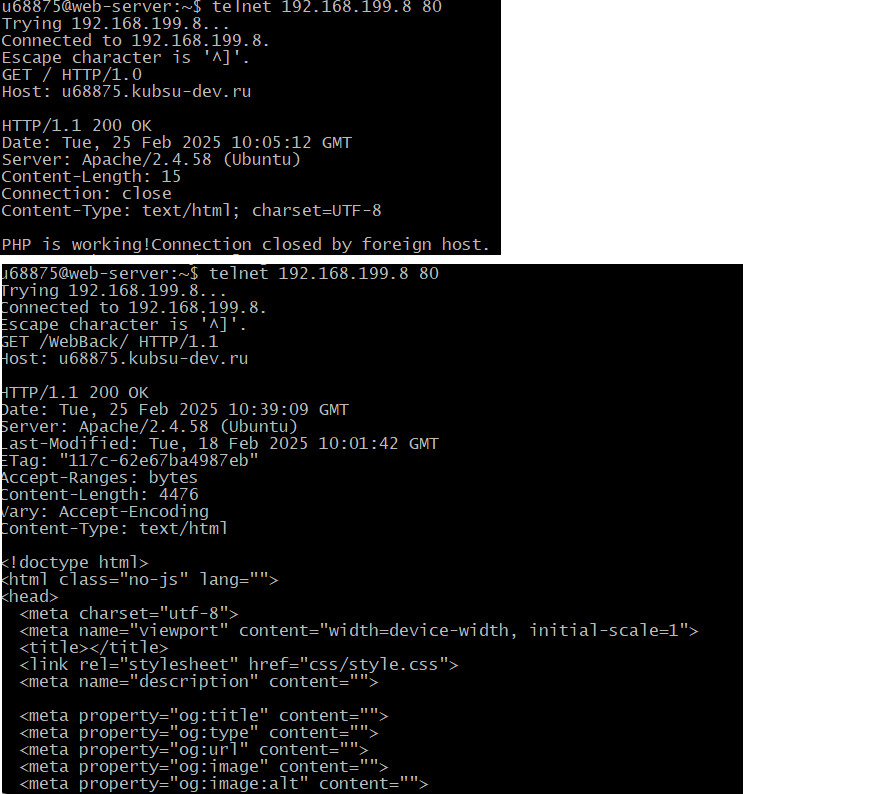 u68875@web-server:~$ telnet 192.168.199.8 80
Trying 192.168.199.8...
Connected to 192.168.199.8.
Escape character is '^]'.
GET / HTTP/1.0
Host: u68875.kubsu-dev.ru

HTTP/1.1 200 OK
Date: Tue, 25 Feb 2025 10:05:12 GMT
Server: Apache/2.4.58 (Ubuntu)
Content-Length: 15
Connection: close
Content-Type: text/html; charset=UTF-8

PHP is working!Connection closed by foreign host.
u68875@web-server:~$ telnet 192.168.199.8 80
Trying 192.168.199.8...
Connected to 192.168.199.8.
Escape character is '^]'.
GET /WebBack/ HTTP/1.1
Host: u68875.kubsu-dev.ru

HTTP/1.1 200 OK
Date: Tue, 25 Feb 2025 10:39:09 GMT
Server: Apache/2.4.58 (Ubuntu)
Last-Modified: Tue, 18 Feb 2025 10:01:42 GMT
ETag: "117c-62e67ba4987eb"
Accept-Ranges: bytes
Content-Length: 4476
Vary: Accept-Encoding
Content-Type: text/html

<!doctype html>
<html class="no-js" lang="">
<head>
  <meta charset="utf-8">
  <meta name="viewport" content="width=device-width, initial-scale=1">
  <title></title>
  <link rel="stylesheet" href="css/style.css">
  <meta name="description" content="">

  <meta property="og:title" content="">
  <meta property="og:type" content="">
  <meta property="og:url" content="">
  <meta property="og:image" content="">
  <meta property="og:image:alt" content="">